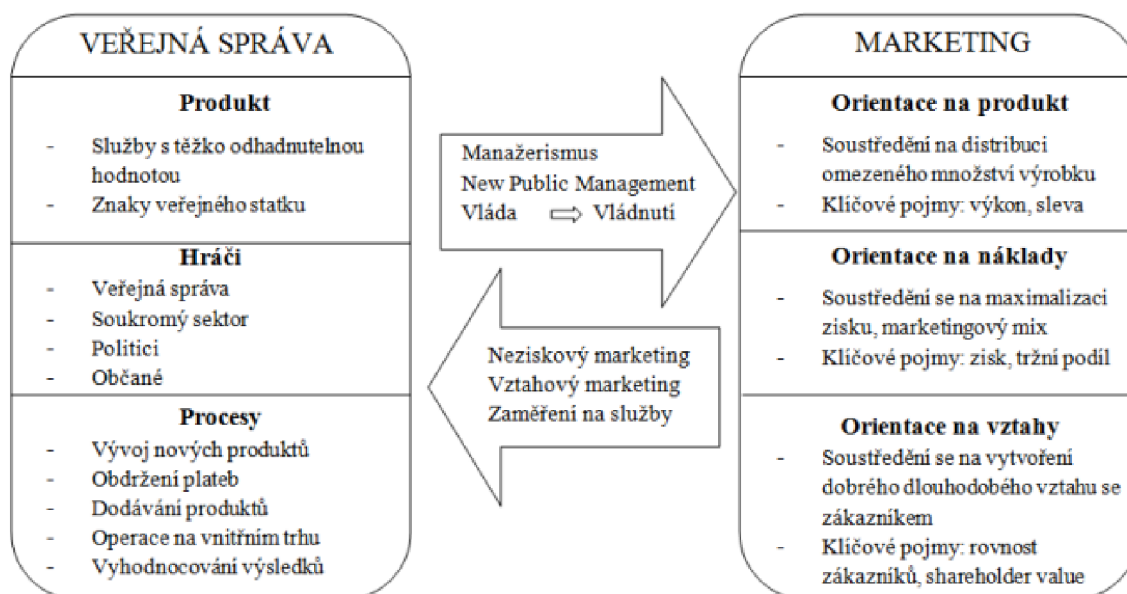 VEŘEJNÁ SPRÁVA
Produkt
- Služby s těžko odhadnutelnou
hodnotou
- Znaky veřejného statku
Hráči
- Veřejná správa
- Soukromý sektor
- Politici
- Občané
Procesy
- Vývoj nových produktů
- Obdržení plateb
- Dodávání produktů
- Operace na vnitřním trhu
- Vyhodnocování výsledků
Manažerismus
New Public Management
Vláda ⇨ Vládnutí
Neziskový marketing
Vztahový marketing
Zaměření na služby
MARKETING
Orientace na produkt
- Soustředění na distribuci
omezeného množství výrobku
- Klíčové pojmy: výkon, sleva
Orientace na náklady
- Soustředění se na maximalizaci
zisku, marketingový mix
- Klíčové pojmy: zisk, tržní podíl
Orientace na vztahy
- Soustředění se na vytvoření
dobrého dlouhodobého vztahu se
zákazníkem
- Klíčové pojmy: rovnost
zákazníků, shareholder value